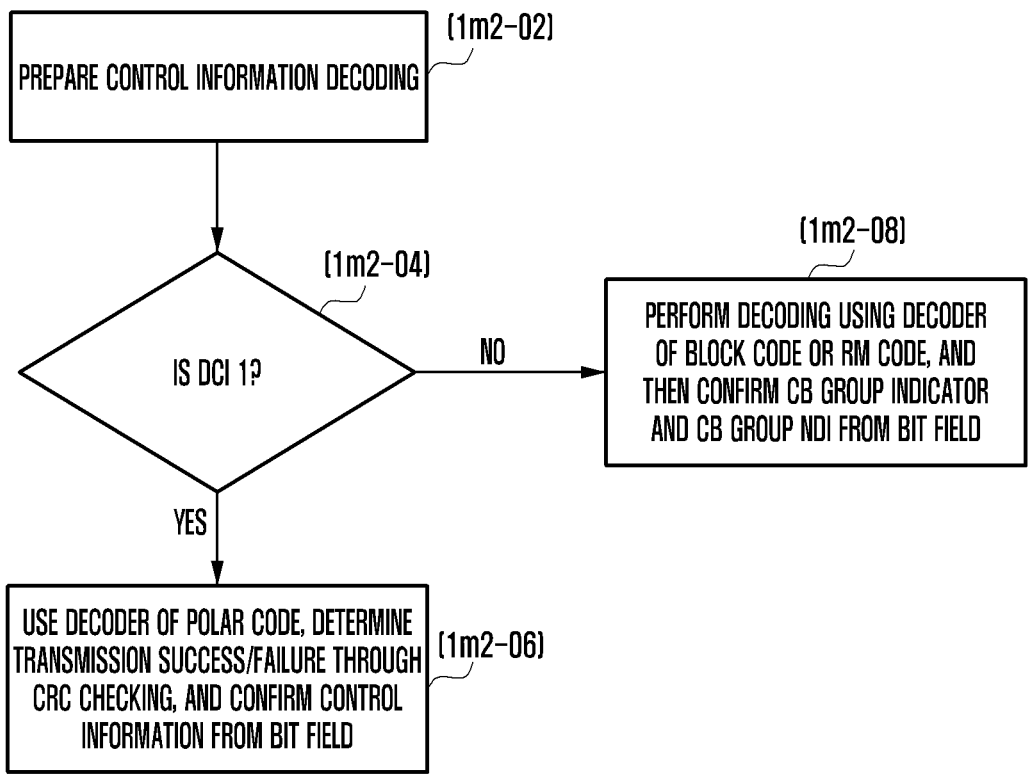 (1m2-02)
PREPARE CONTROL INFORMATION DECODING
(1m2-04)
IS DCI 1?
NO
(1m2-08)
PERFORM DECODING USING DECODER
OF BLOCK CODE OR RM CODE, AND
THEN CONFIRM CB GROUP INDICATOR
AND CB GROUP NDI FROM BIT FIELD
YES
USE DECODER OF POLAR CODE, DETERMINE
TRANSMISSION SUCCESS/FAILURE THROUGH
CRC CHECKING, AND CONFIRM CONTROL
INFORMATION FROM BIT FIELD
(1m2-06)